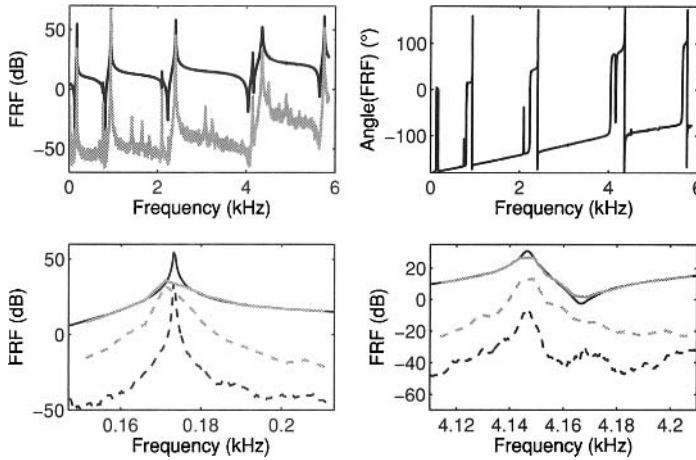 50
0
−50
FRF (dB)
0 2 4 6
Frequency (kHz)
100
0
−100
Angle(FRF) (°)
0 2 4 6
Frequency (kHz)
50
0
−50
FRF (dB)
0.16 0.18 0.2
Frequency (kHz)
20
0
−20
−40
−60
FRF (dB)
4.12 4.14 4.16 4.18 4.2
Frequency (kHz)